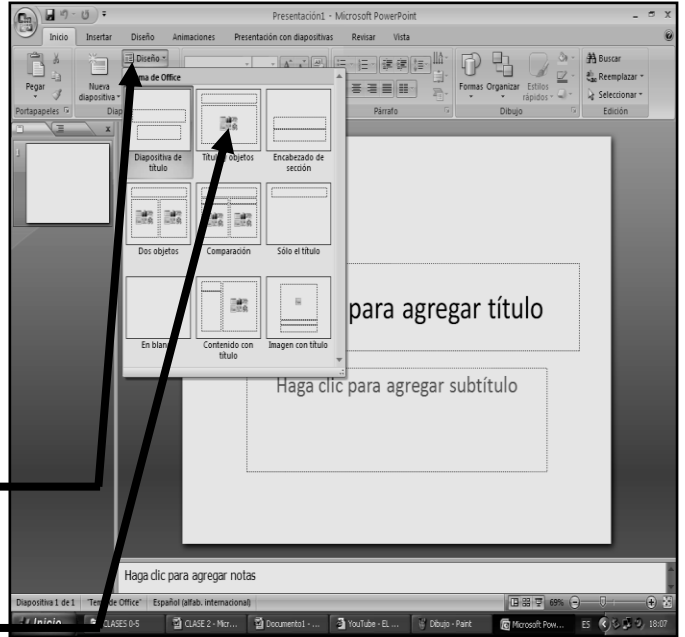 Presentación1 - Microsoft PowerPoint
Inicio Insertar Diseño Animaciones Presentación con diapositivas Revisar Vista
Pegar
Nueva diapositiva
Diseño
Formas Organizar Estilos rápidos
Buscar
Reemplazar
Seleccionar
Portapapeles
Párrafo
Dibujo
Edición
de Office
Diapositiva de título
objetos
Encabezado de sección
Dos objetos
Comparación
Sólo el título
En
Contenido con título
Imagen con título
para agregar título
Haga clic para agregar subtítulo
Haga clic para agregar notas
Diapositiva 1 de 1 de Office" Español (alfab. internacional) 69%
Inicio CLASES 0-5 CLASE 2 - Micr... Documento1 - ... YouTube - EL ... Dibujo - Paint Microsoft Pow... ES 18:07
1